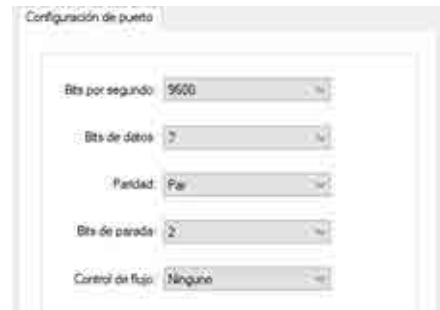 Configuración de puerto
Bits por segundo: 9600
Bits de datos: 7
Paridad: Par
Bits de parada: 2
Control de flujo: Ninguno